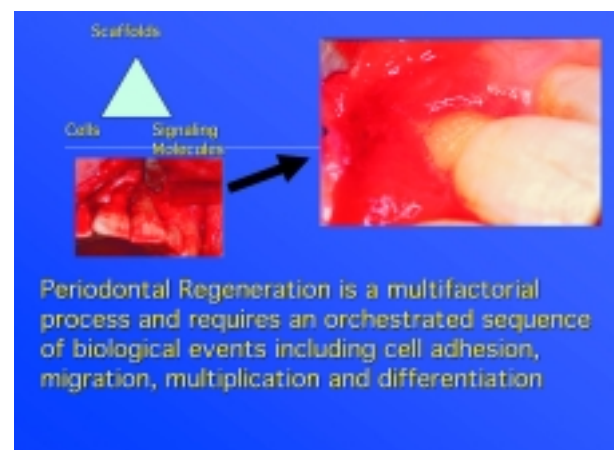 Scaffolds
Cells
Signaling
Molecules
Periodontal Regeneration is a multifactorial
process and requires an orchestrated sequence
of biological events including cell adhesion,
migration, multiplication and differentiation